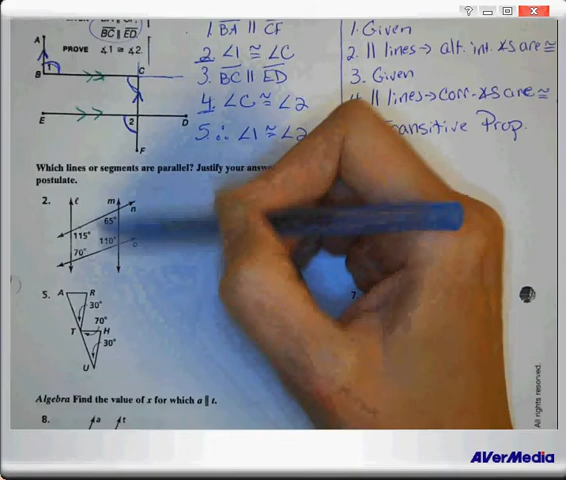 BC || ED.
PROVE ∡1 ≅ ∡2.
A
1
B
C
E
2
D
F
1. BA || CF
2. ∠1 ≅ ∠C
3. BC || ED
4. ∠C ≅ ∠2
5. ∴ ∠1 ≅ ∠2
1. Given
2. || lines → alt. int. ∡s are ≅
3. Given
|| lines → corr. ∡s are ≅
Transitive Prop.
Which lines or segments are parallel? Justify your
postulate.
2.
ℓ
m
n
65°
115°
110°
70°
5.
A
R
30°
70°
T
H
30°
U
7.
Algebra Find the value of x for which a || t.
8.
a
t
All rights reserved.
AVerMedia